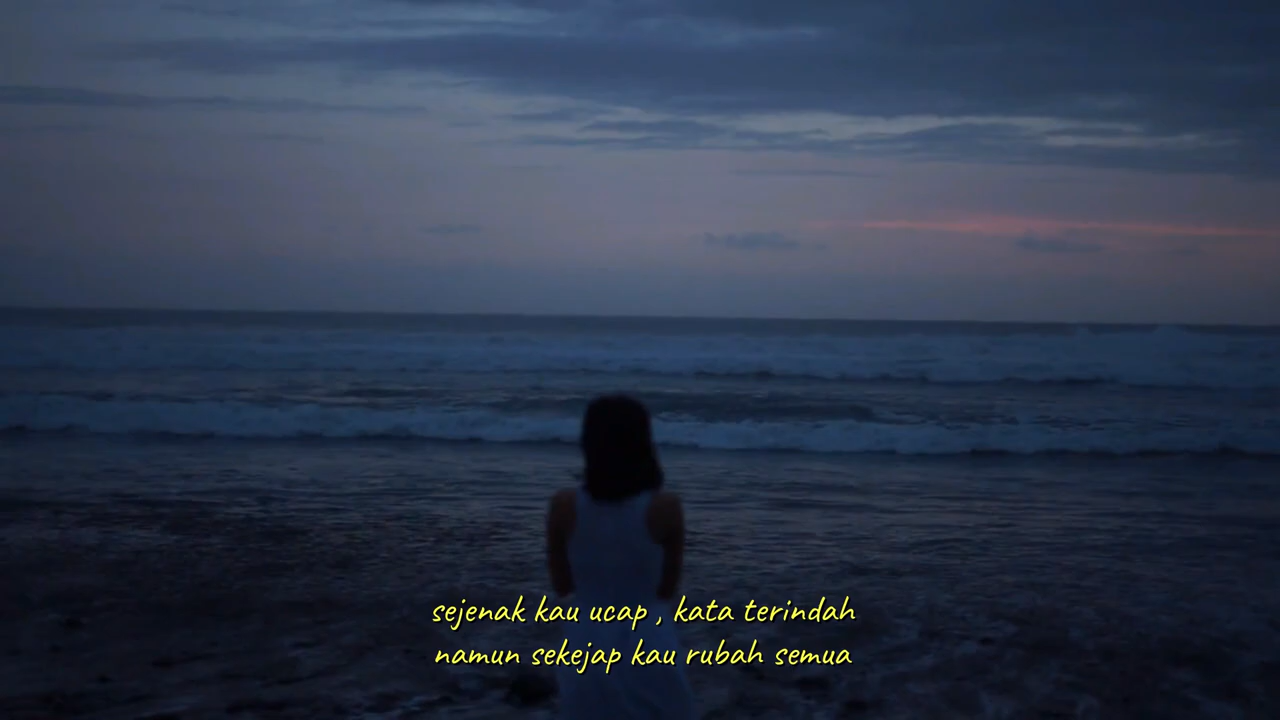 sejenak kau ucap , kata terindah
namun sekejap kau rubah semua